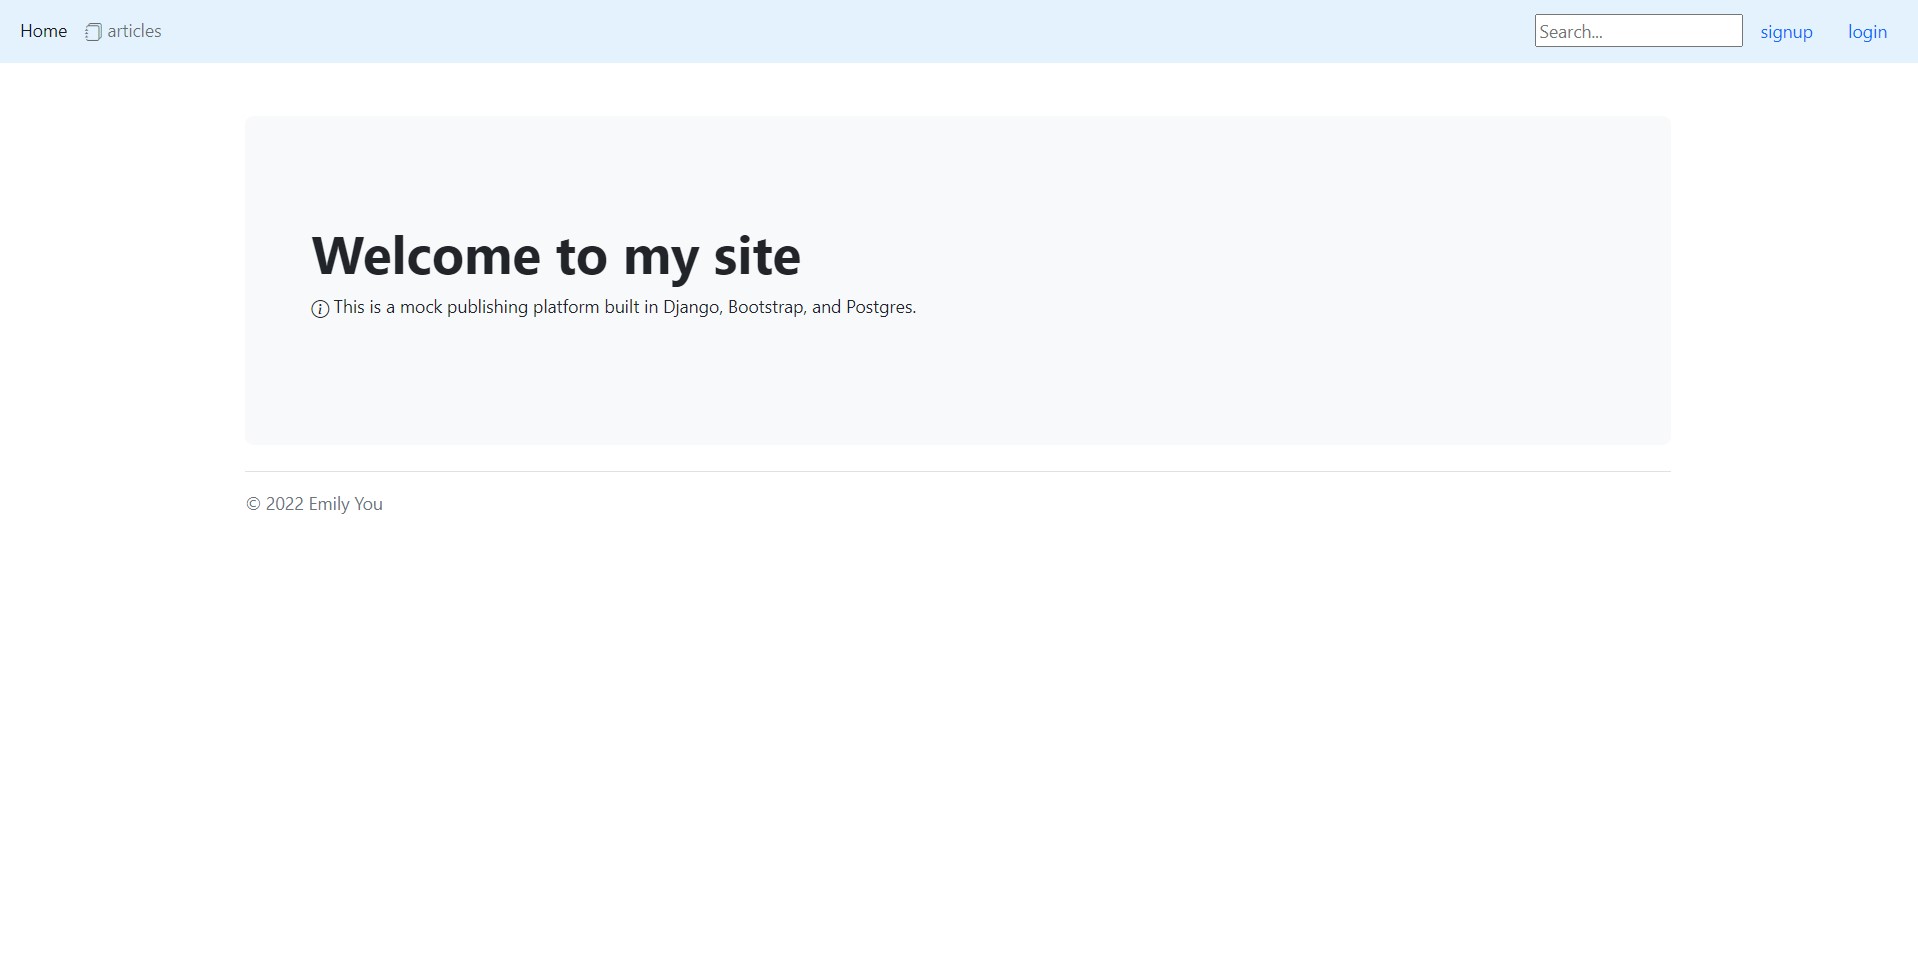 Home articles Search... signup login
Welcome to my site
This is a mock publishing platform built in Django, Bootstrap, and Postgres.
© 2022 Emily You